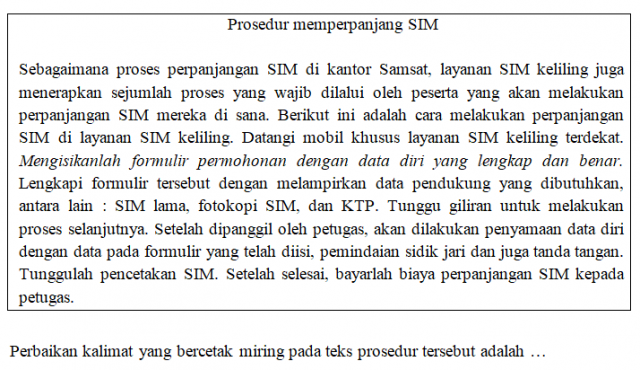 Prosedur memperpanjang SIM
Sebagaimana proses perpanjangan SIM di kantor Samsat, layanan SIM keliling juga
menerapkan sejumlah proses yang wajib dilalui oleh peserta yang akan melakukan
perpanjangan SIM mereka di sana. Berikut ini adalah cara melakukan perpanjangan
SIM di layanan SIM keliling. Datangi mobil khusus layanan SIM keliling terdekat.
Mengisikanlah formulir permohonan dengan data diri yang lengkap dan benar.
Lengkapi formulir tersebut dengan melampirkan data pendukung yang dibutuhkan,
antara lain : SIM lama, fotokopi SIM, dan KTP. Tunggu giliran untuk melakukan
proses selanjutnya. Setelah dipanggil oleh petugas, akan dilakukan penyamaan data diri
dengan data pada formulir yang telah diisi, pemindaian sidik jari dan juga tanda tangan.
Tunggulah pencetakan SIM. Setelah selesai, bayarlah biaya perpanjangan SIM kepada
petugas.
Perbaikan kalimat yang bercetak miring pada teks prosedur tersebut adalah …